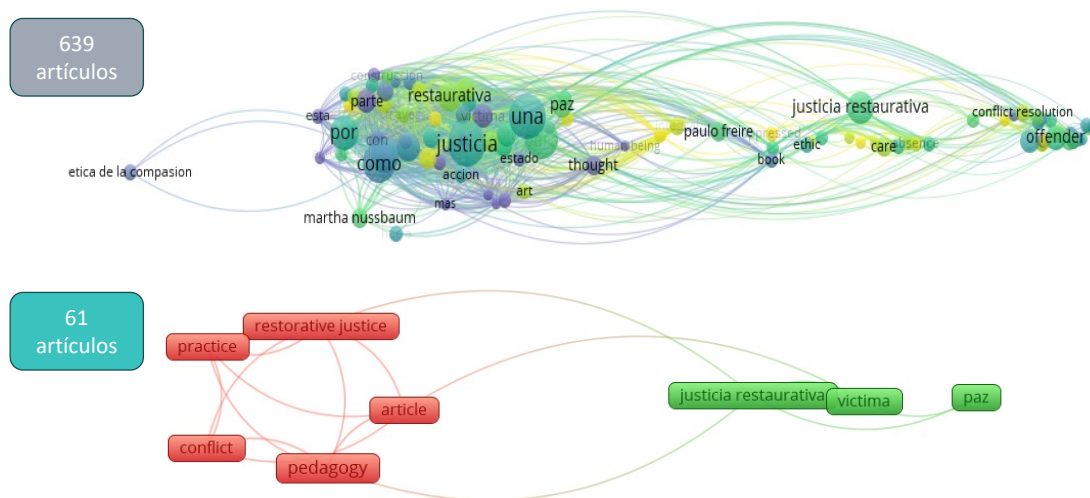 639
artículos
construccion
parte
restaurativa
esta
victima
una
paz
por
con
justicia
estado
como
accion
mas
art
martha nussbaum
etica de la compasion
human being
thought
paulo freire
book
ethic
justicia restaurativa
care
absence
conflict resolution
offender
61
artículos
restorative justice
practice
article
conflict
pedagogy
justicia restaurativa
victima
paz